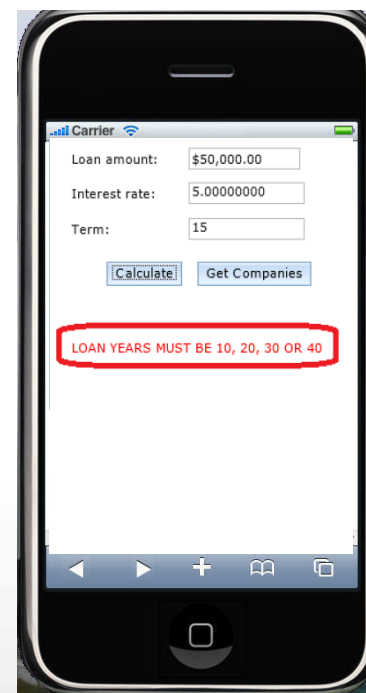 Carrier
Loan amount: $50,000.00
Interest rate: 5.00000000
Term: 15
Calculate Get Companies
LOAN YEARS MUST BE 10, 20, 30 OR 40